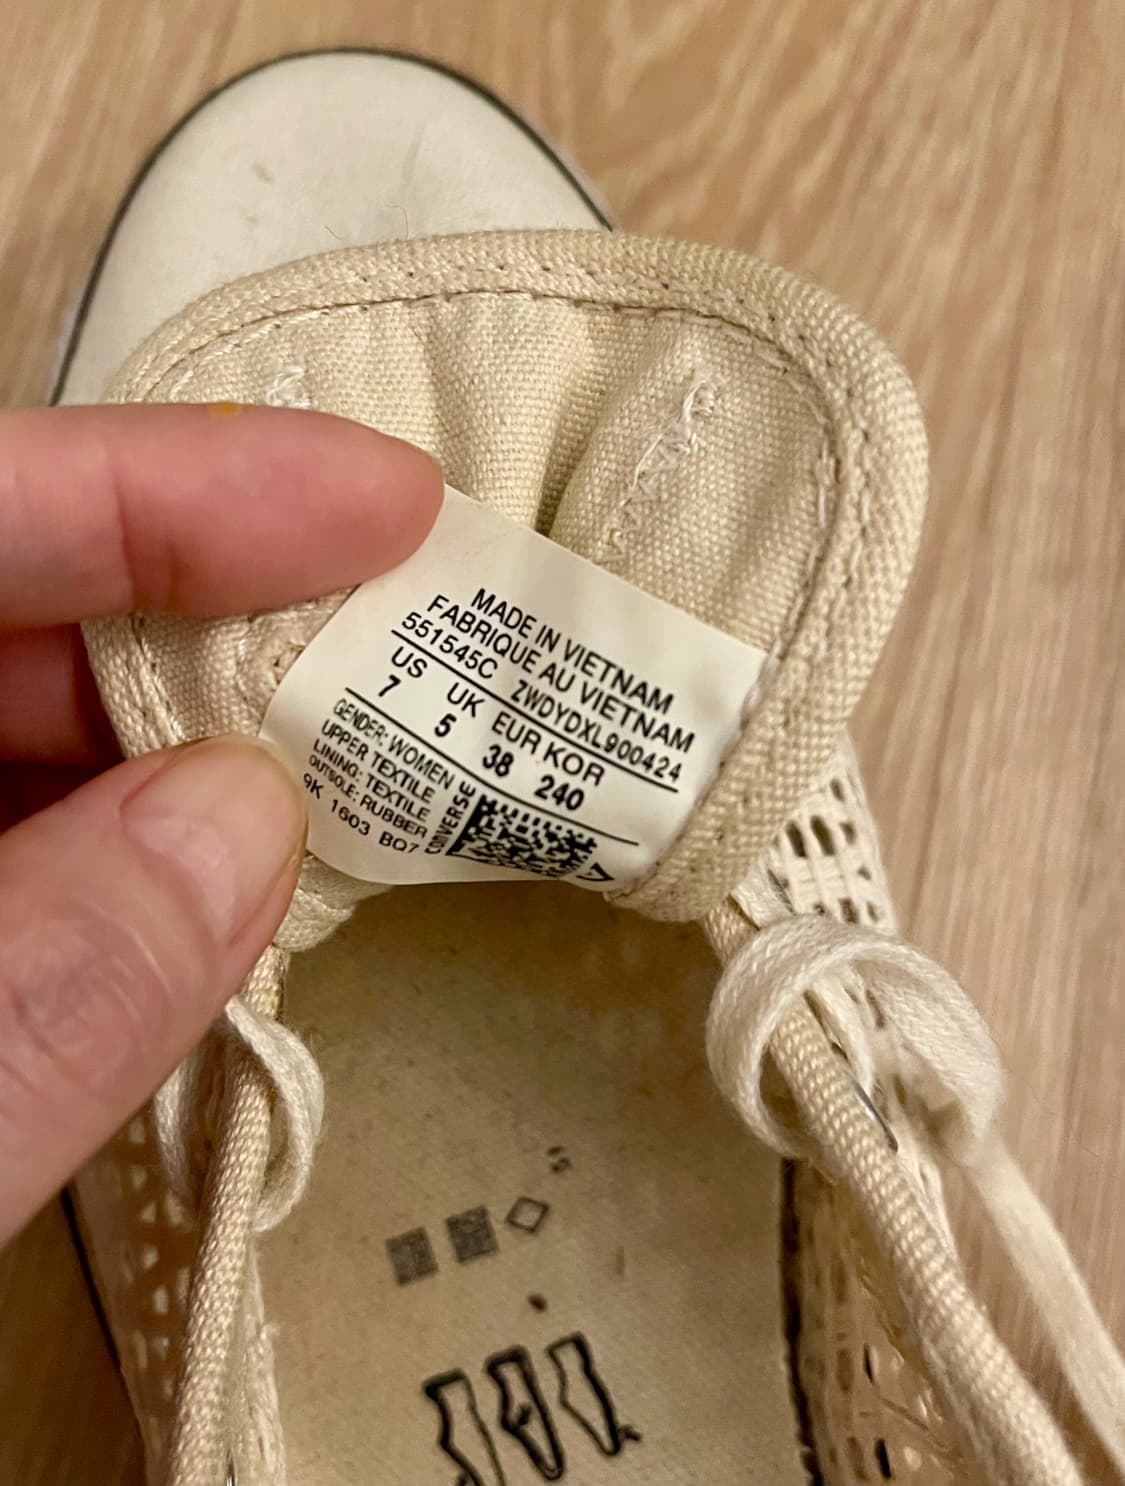 MADE IN VIETNAM
FABRIQUE AU VIETNAM
551545C ZWDYDXL900424
US UK EUR KOR
7 5 38 240
GENDER: WOMEN
UPPER TEXTILE
LINING: TEXTILE
OUTSOLE: RUBBER
9K 1603 BQ7
CONVERSE